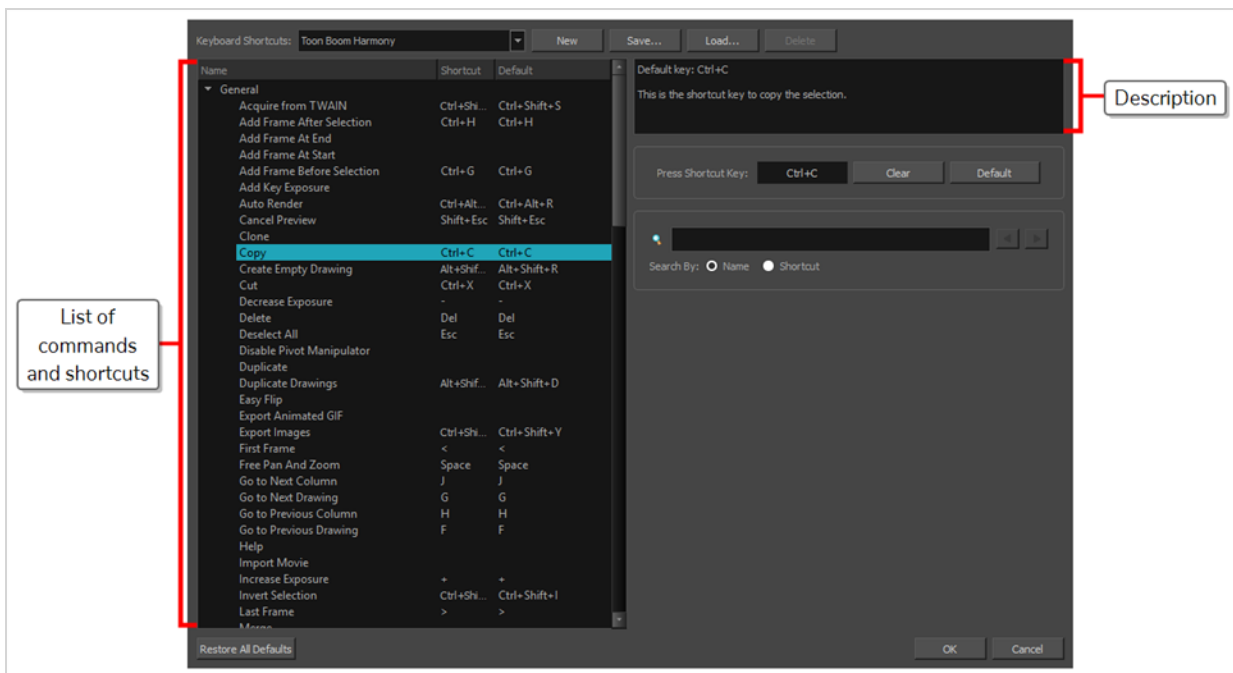 Keyboard Shortcuts: Toon Boom Harmony New Save... Load... Delete
Name Shortcut Default
General
Acquire from TWAIN Ctrl+Shi... Ctrl+Shift+S
Add Frame After Selection Ctrl+H Ctrl+H
Add Frame At End
Add Frame At Start
Add Frame Before Selection Ctrl+G Ctrl+G
Add Key Exposure
Auto Render Ctrl+Alt... Ctrl+Alt+R
Cancel Preview Shift+Esc Shift+Esc
Clone
Copy Ctrl+C Ctrl+C
Create Empty Drawing Alt+Shif... Alt+Shift+R
Cut Ctrl+X Ctrl+X
Decrease Exposure - -
Delete Del Del
Deselect All Esc Esc
Disable Pivot Manipulator
Duplicate
Duplicate Drawings Alt+Shif... Alt+Shift+D
Easy Flip
Export Animated GIF
Export Images Ctrl+Shi... Ctrl+Shift+Y
First Frame < <
Free Pan And Zoom Space Space
Go to Next Column J J
Go to Next Drawing G G
Go to Previous Column H H
Go to Previous Drawing F F
Help
Import Movie
Increase Exposure + +
Invert Selection Ctrl+Shi... Ctrl+Shift+I
Last Frame > >
Merge
Restore All Defaults
Default key: Ctrl+C
This is the shortcut key to copy the selection.
Press Shortcut Key: Ctrl+C Clear Default
Search By: Name Shortcut
OK Cancel
List of
commands
and shortcuts
Description